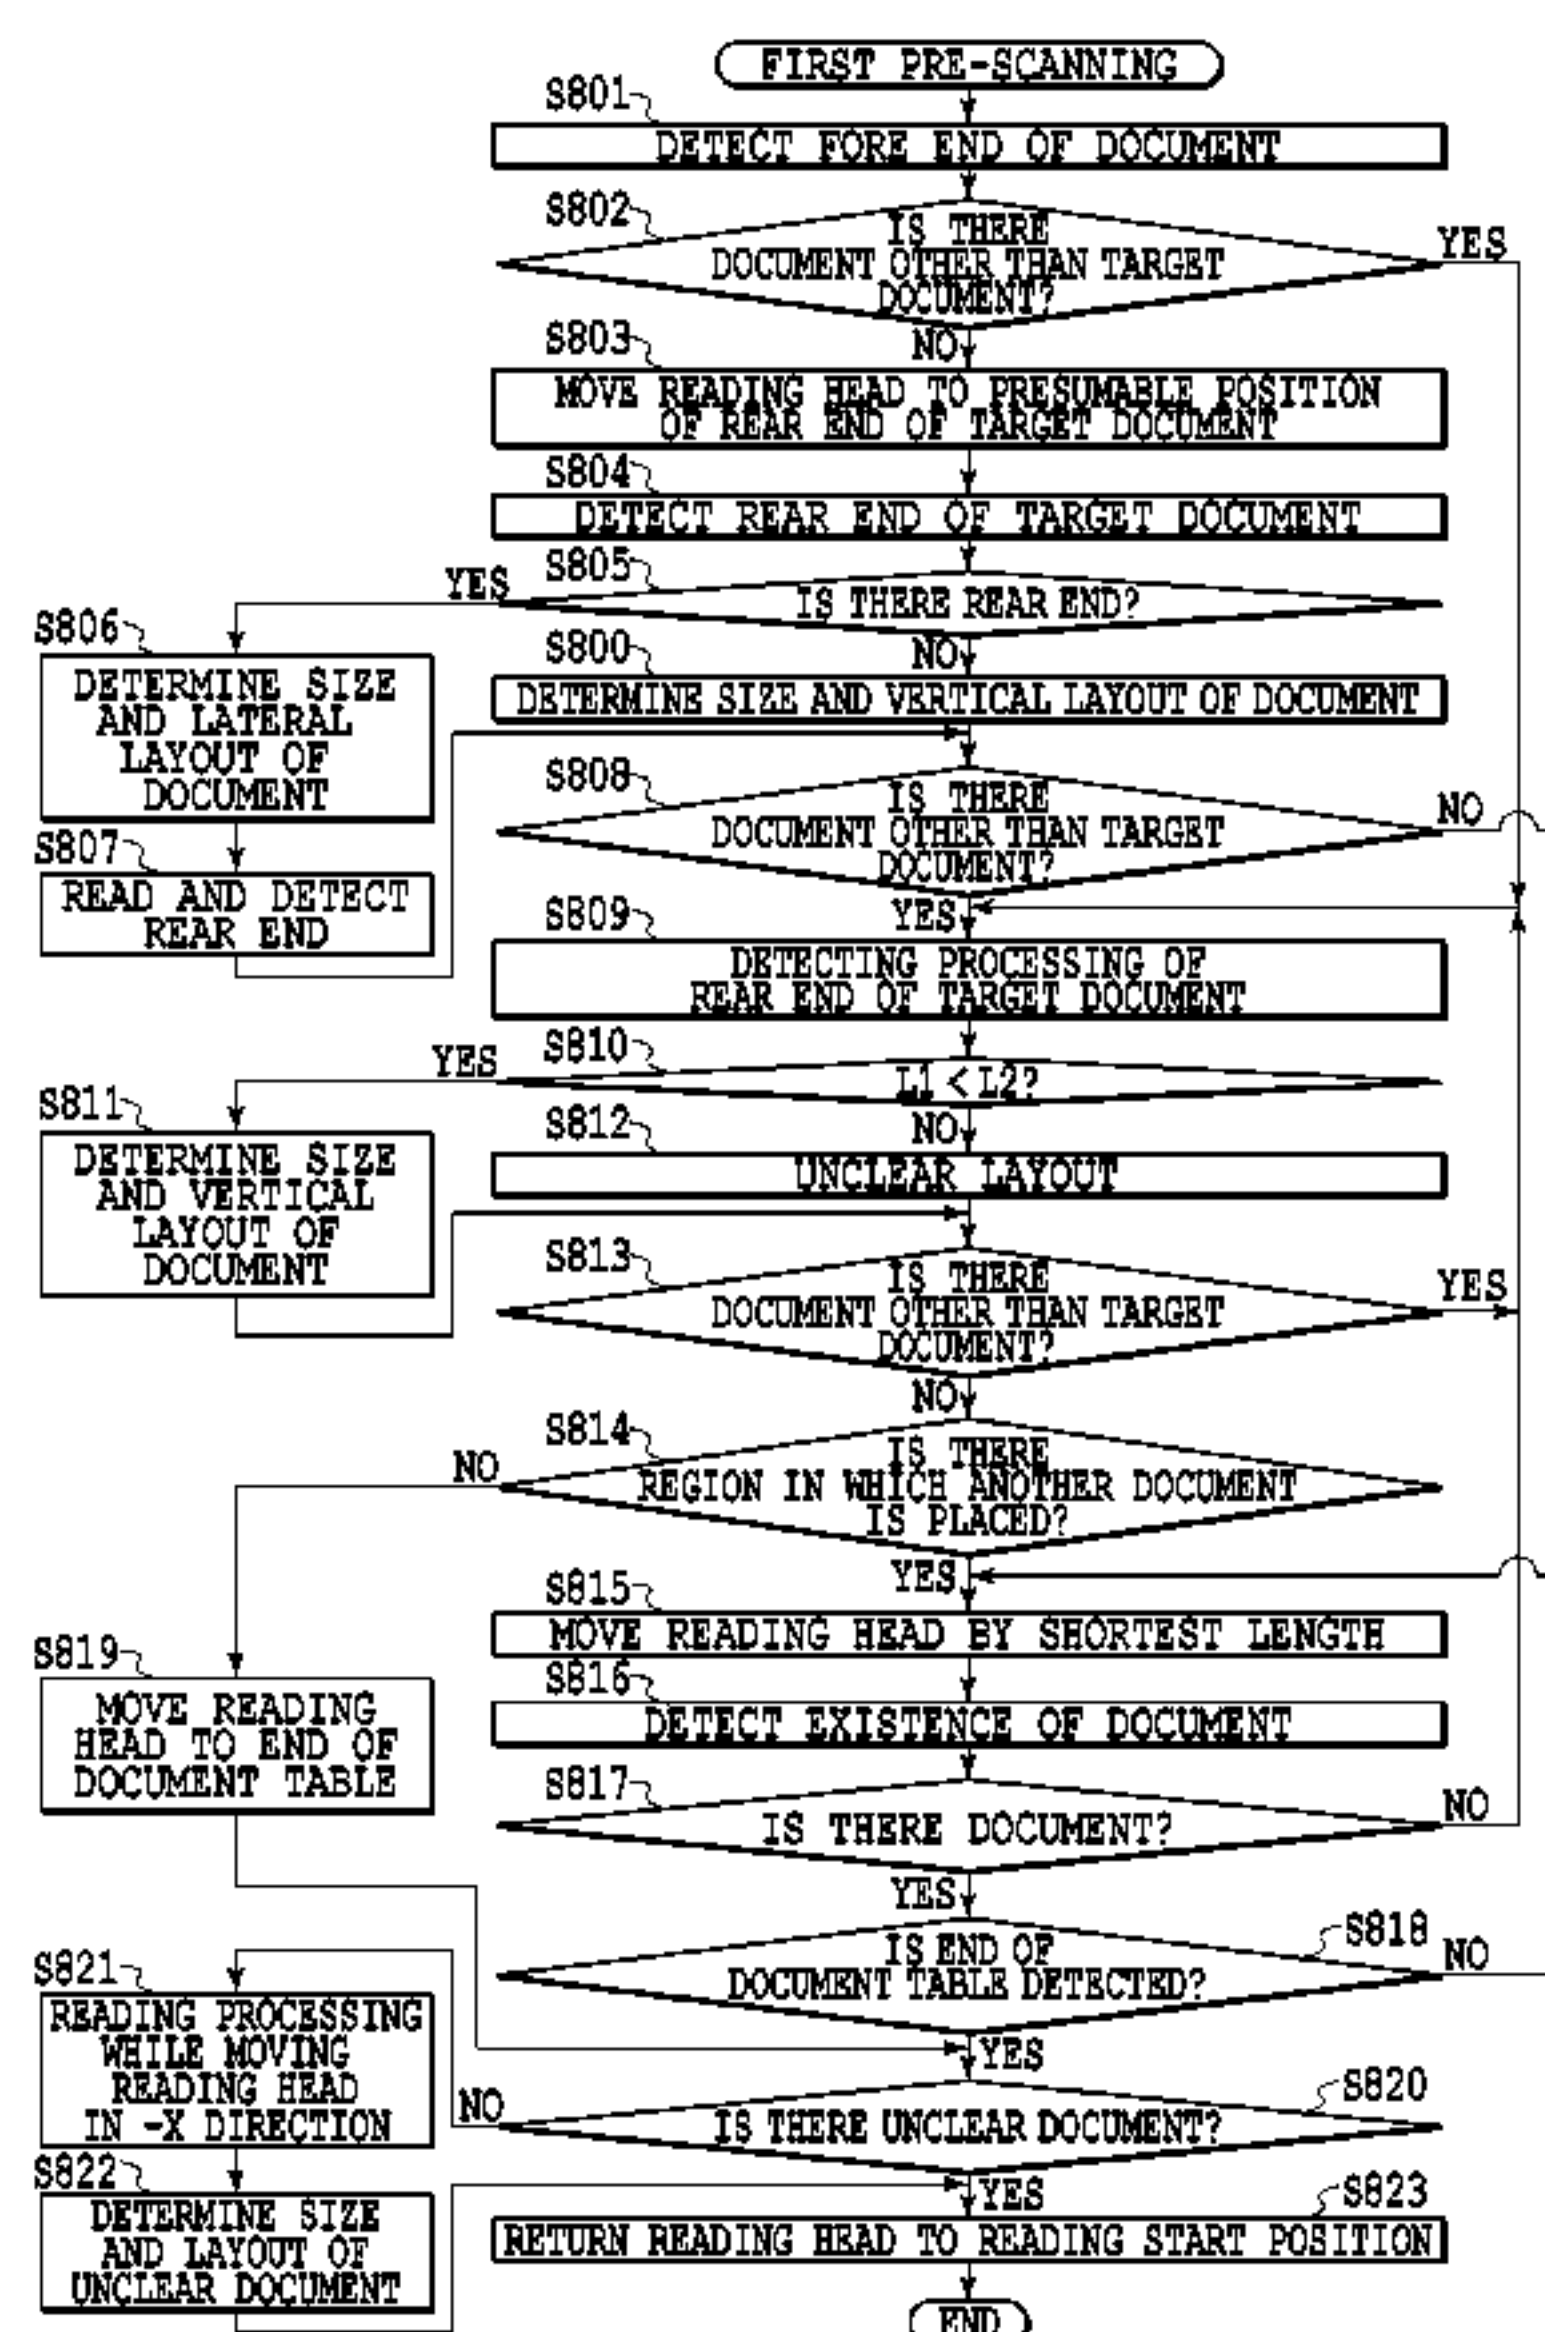 FIRST PRE-SCANNING
S801
DETECT FORE END OF DOCUMENT
S802
IS THERE
DOCUMENT OTHER THAN TARGET
DOCUMENT?
YES
NO
S803
MOVE READING HEAD TO PRESUMABLE POSITION
OF REAR END OF TARGET DOCUMENT
S804
DETECT REAR END OF TARGET DOCUMENT
S805
IS THERE REAR END?
YES
NO
S806
DETERMINE SIZE
AND LATERAL
LAYOUT OF
DOCUMENT
S807
READ AND DETECT
REAR END
S800
DETERMINE SIZE AND VERTICAL LAYOUT OF DOCUMENT
S808
IS THERE
DOCUMENT OTHER THAN TARGET
DOCUMENT?
NO
YES
S809
DETECTING PROCESSING OF
REAR END OF TARGET DOCUMENT
S810
L1 < L2?
YES
NO
S811
DETERMINE SIZE
AND VERTICAL
LAYOUT OF
DOCUMENT
S812
UNCLEAR LAYOUT
S813
IS THERE
DOCUMENT OTHER THAN TARGET
DOCUMENT?
YES
NO
S814
IS THERE
REGION IN WHICH ANOTHER DOCUMENT
IS PLACED?
NO
YES
S815
MOVE READING HEAD BY SHORTEST LENGTH
S816
DETECT EXISTENCE OF DOCUMENT
S817
IS THERE DOCUMENT?
NO
YES
S819
MOVE READING
HEAD TO END OF
DOCUMENT TABLE
S818
IS END OF
DOCUMENT TABLE DETECTED?
NO
YES
S820
IS THERE UNCLEAR DOCUMENT?
NO
YES
S821
READING PROCESSING
WHILE MOVING
READING HEAD
IN -X DIRECTION
S822
DETERMINE SIZE
AND LAYOUT OF
UNCLEAR DOCUMENT
S823
RETURN READING HEAD TO READING START POSITION
END